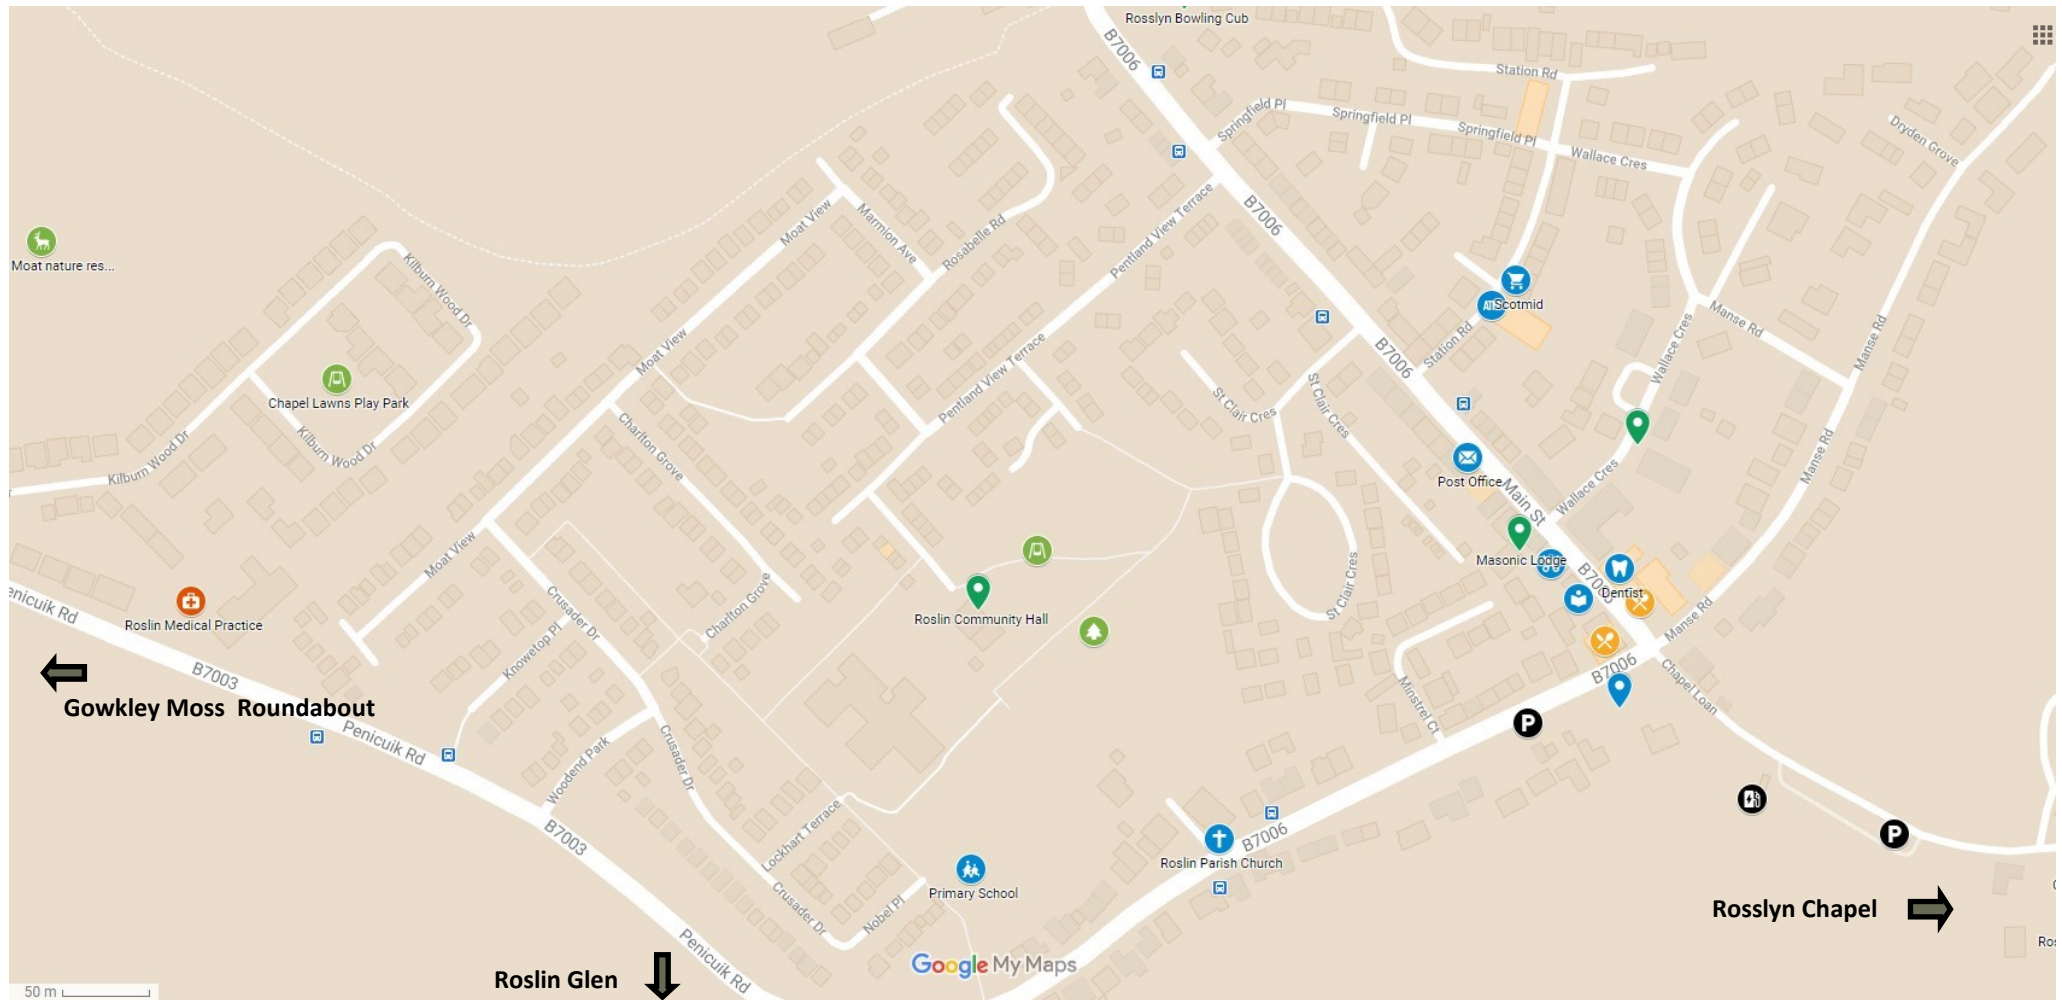 Rosslyn Bowling Cub
B7006
Station Rd
Springfield Pl
Springfield Pl
Springfield Pl
Wallace Cres
Dryden Grove
Moat View
Marmion Ave
Rosabelle Rd
Pentland View Terrace
B7006
Moat nature res...
Kilburn Wood Dr
Scotmid
Manse Rd
Manse Rd
Wallace Cres
Station Rd
B7006
Moat View
Pentland View Terrace
St Clair Cres
St Clair Cres
Chapel Lawns Play Park
Kilburn Wood Dr
Kilburn Wood Dr
Charlton Grove
Manse Rd
Post Office
Main St
Wallace Cres
Masonic Lodge
B7006
Dentist
Moat View
Penicuik Rd
Roslin Medical Practice
Crusader Dr
Knowetop Pl
Charlton Grove
Roslin Community Hall
St Clair Cres
Manse Rd
B7006
Chapel Loan
Minstrel Ct
B7003
Gowkley Moss Roundabout
Penicuik Rd
P
Woodend Park
Crusader Dr
B7003
Lockhart Terrace
B7006
P
Roslin Parish Church
Primary School
Crusader Dr
Nobel Pl
Rosslyn Chapel
Penicuik Rd
Ros
Google My Maps
Roslin Glen
50 m